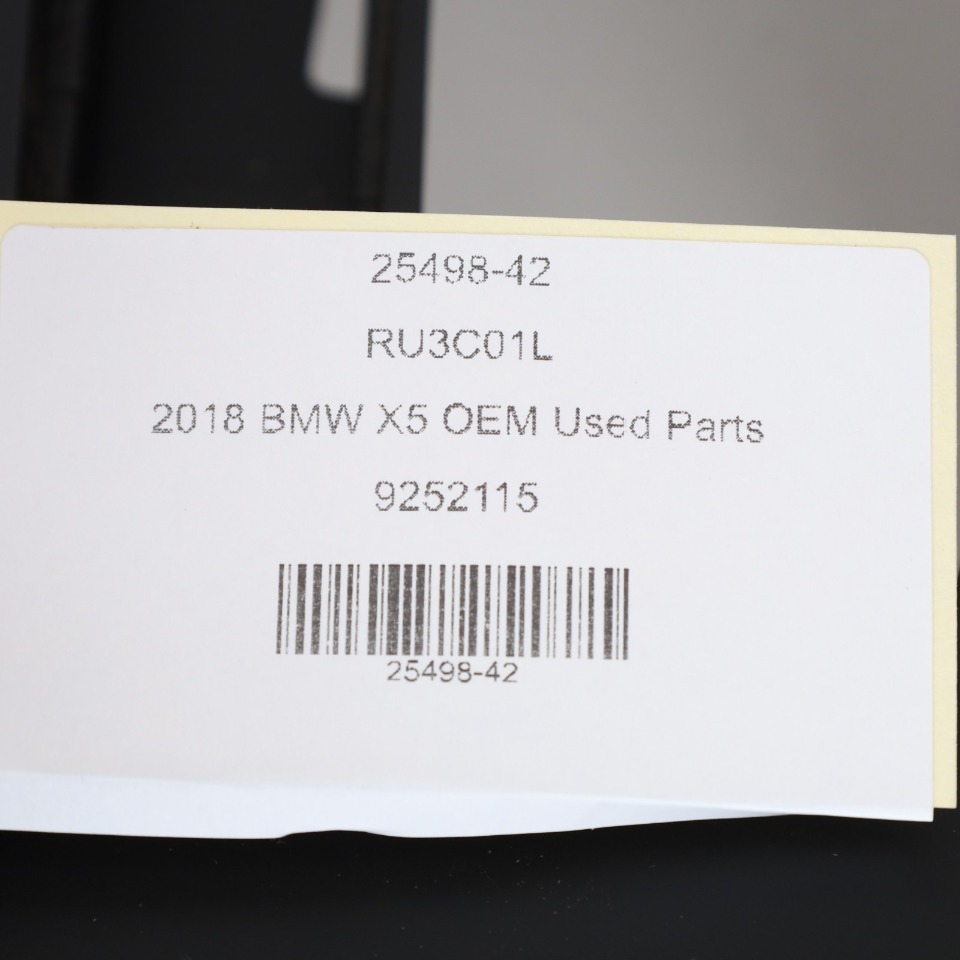 25498-42
RU3C01L
2018 BMW X5 OEM Used Parts
9252115
25498-42